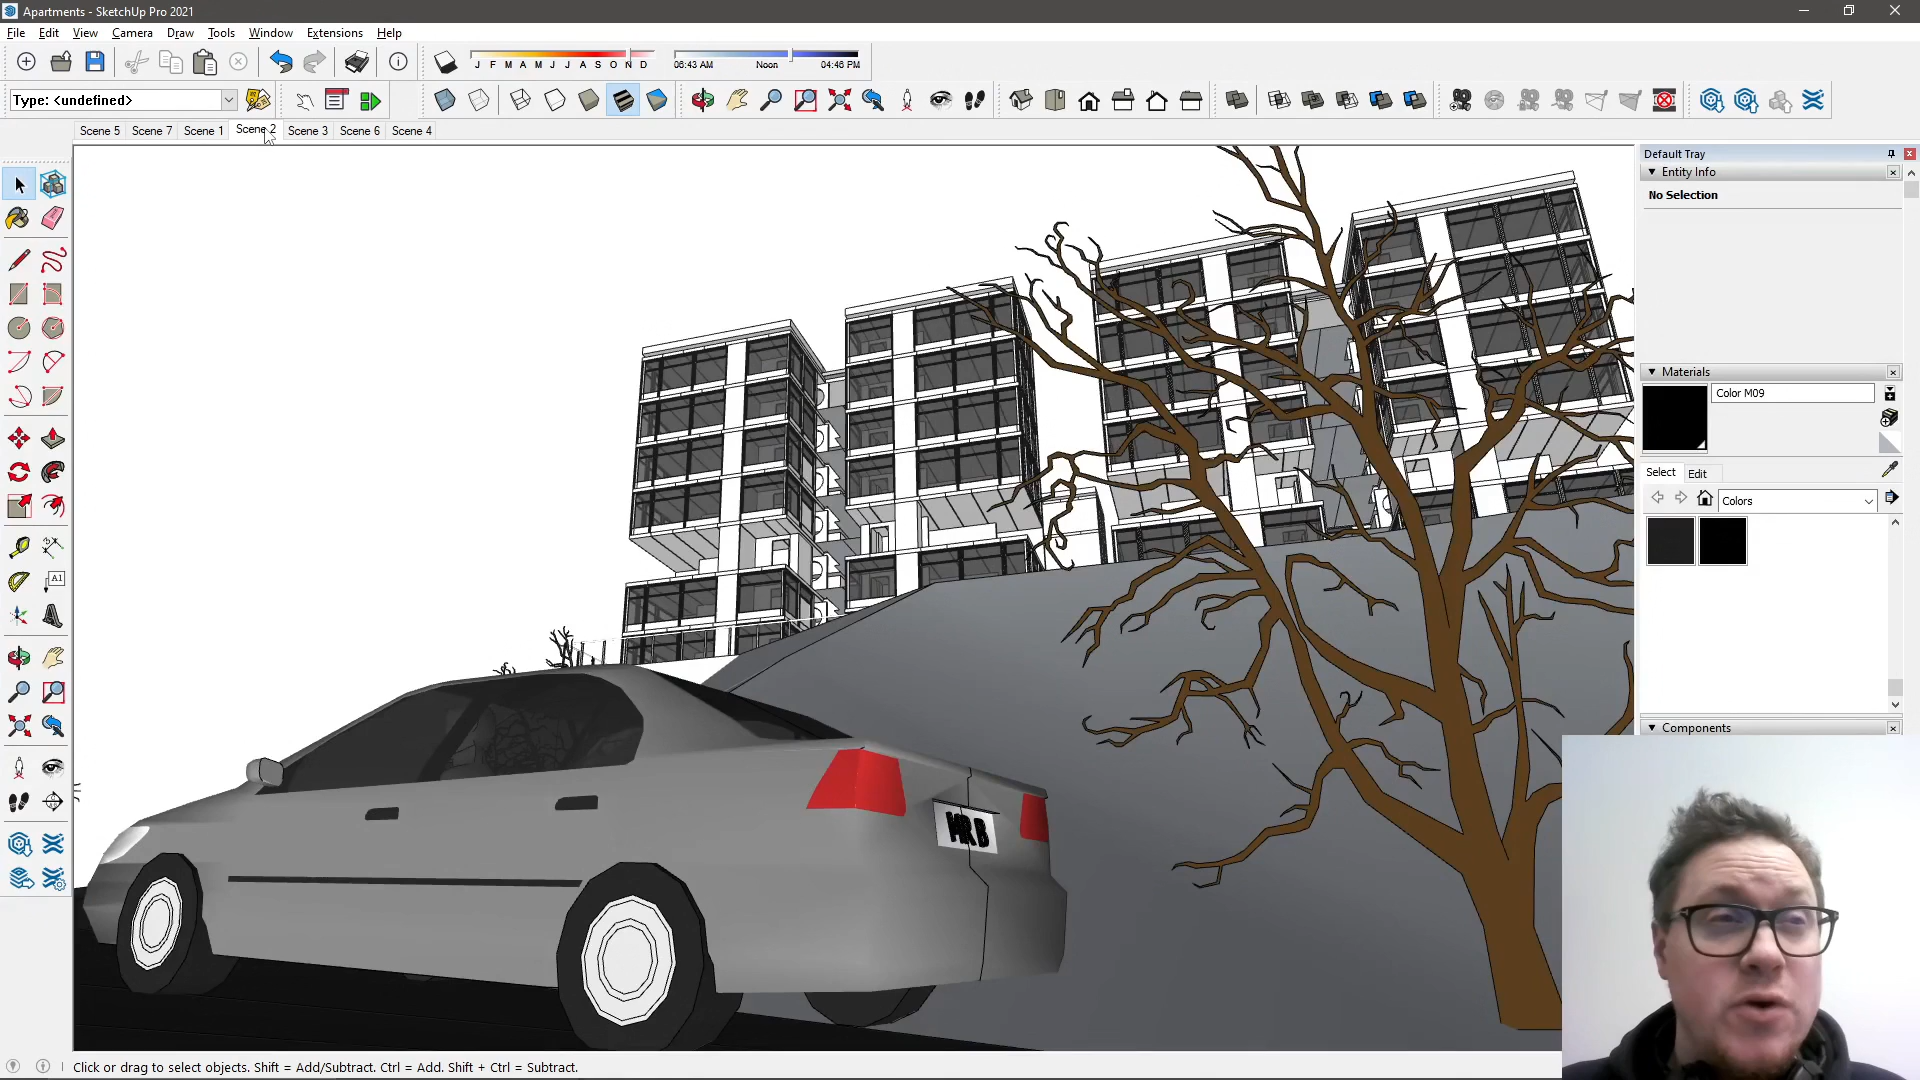 Apartments - SketchUp Pro 2021
File Edit View Camera Draw Tools Window Extensions Help
J F M A M J J A S O N D
06:43 AM Noon 04:46 PM
Type: <undefined>
Scene 5 Scene 7 Scene 1 Scene 2 Scene 3 Scene 6 Scene 4
Default Tray
Entity Info
No Selection
Materials
Color M09
Select Edit
Colors
Components
A1
MR B
Click or drag to select objects. Shift = Add/Subtract. Ctrl = Add. Shift + Ctrl = Subtract.